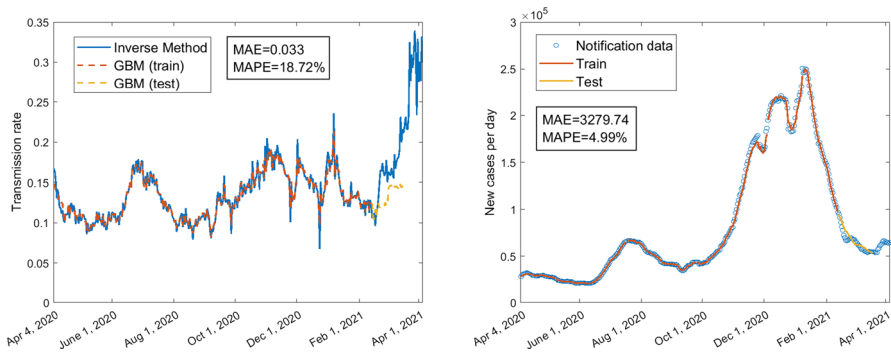 0.35
0.3
0.25
0.2
0.15
0.1
0.05
0
Transmission rate
Inverse Method
GBM (train)
GBM (test)
MAE=0.033
MAPE=18.72%
Apr 4, 2020
June 1, 2020
Aug 1, 2020
Oct 1, 2020
Dec 1, 2020
Feb 1, 2021
Apr 1, 2021
3 ×10^5
2.5
2
1.5
1
0.5
0
New cases per day
Notification data
Train
Test
MAE=3279.74
MAPE=4.99%
Apr 4, 2020
June 1, 2020
Aug 1, 2020
Oct 1, 2020
Dec 1, 2020
Feb 1, 2021
Apr 1, 2021